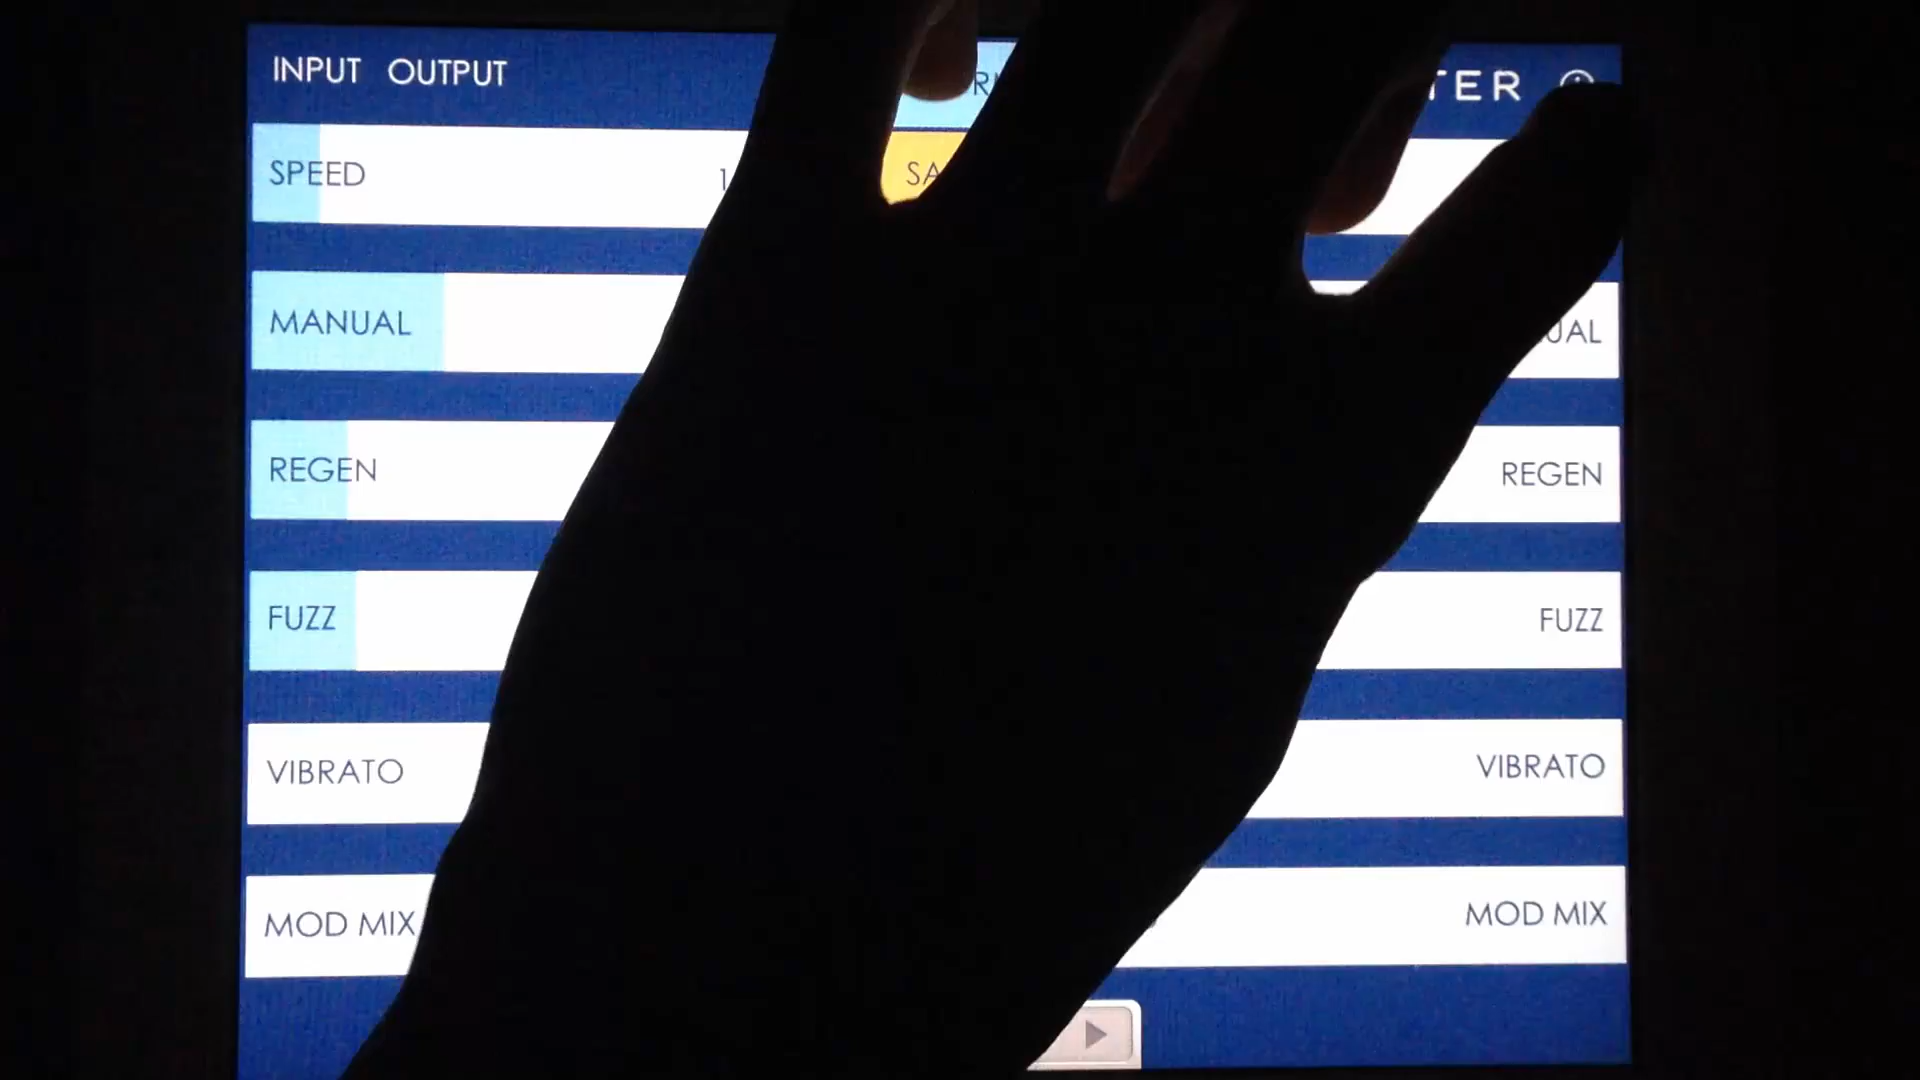 INPUT OUTPUT
SPEED
MANUAL
REGEN REGEN
FUZZ FUZZ
VIBRATO VIBRATO
MOD MIX MOD MIX